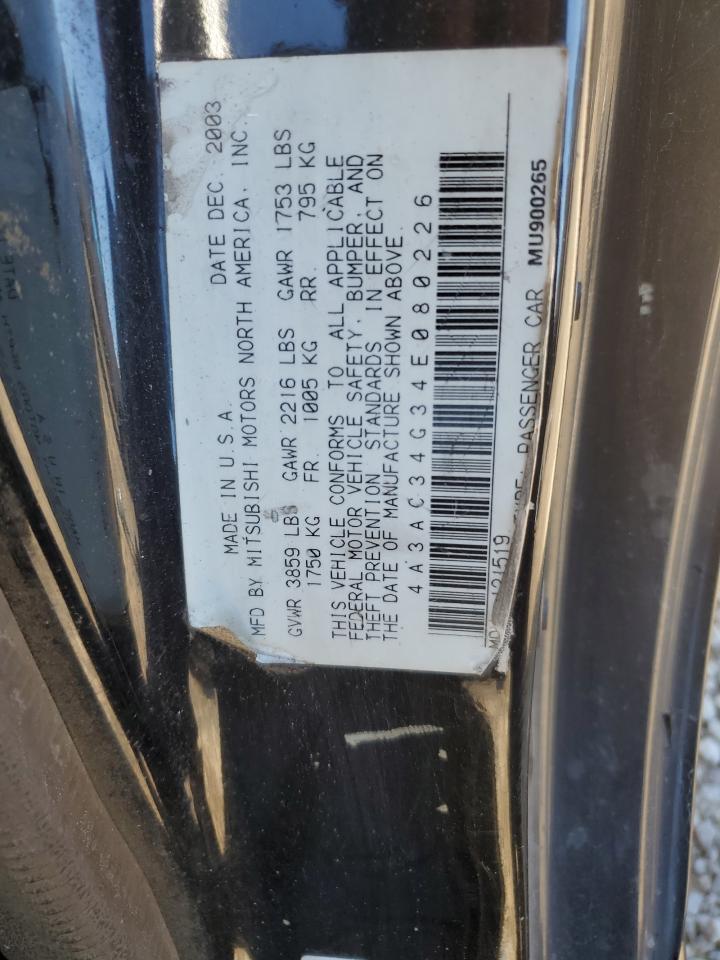 MADE IN U.S.A. DATE DEC. 2003
MFD BY MITSUBISHI MOTORS NORTH AMERICA, INC.
GVWR 3859 LBS GAWR 2216 LBS GAWR 1753 LBS
1750 KG FR. 1005 KG RR. 795 KG
THIS VEHICLE CONFORMS TO ALL APPLICABLE
FEDERAL MOTOR VEHICLE SAFETY, BUMPER, AND
THEFT PREVENTION STANDARDS IN EFFECT ON
THE DATE OF MANUFACTURE SHOWN ABOVE.
4A3AC34G34E080226
121519 TYPE: PASSENGER CAR MU900265